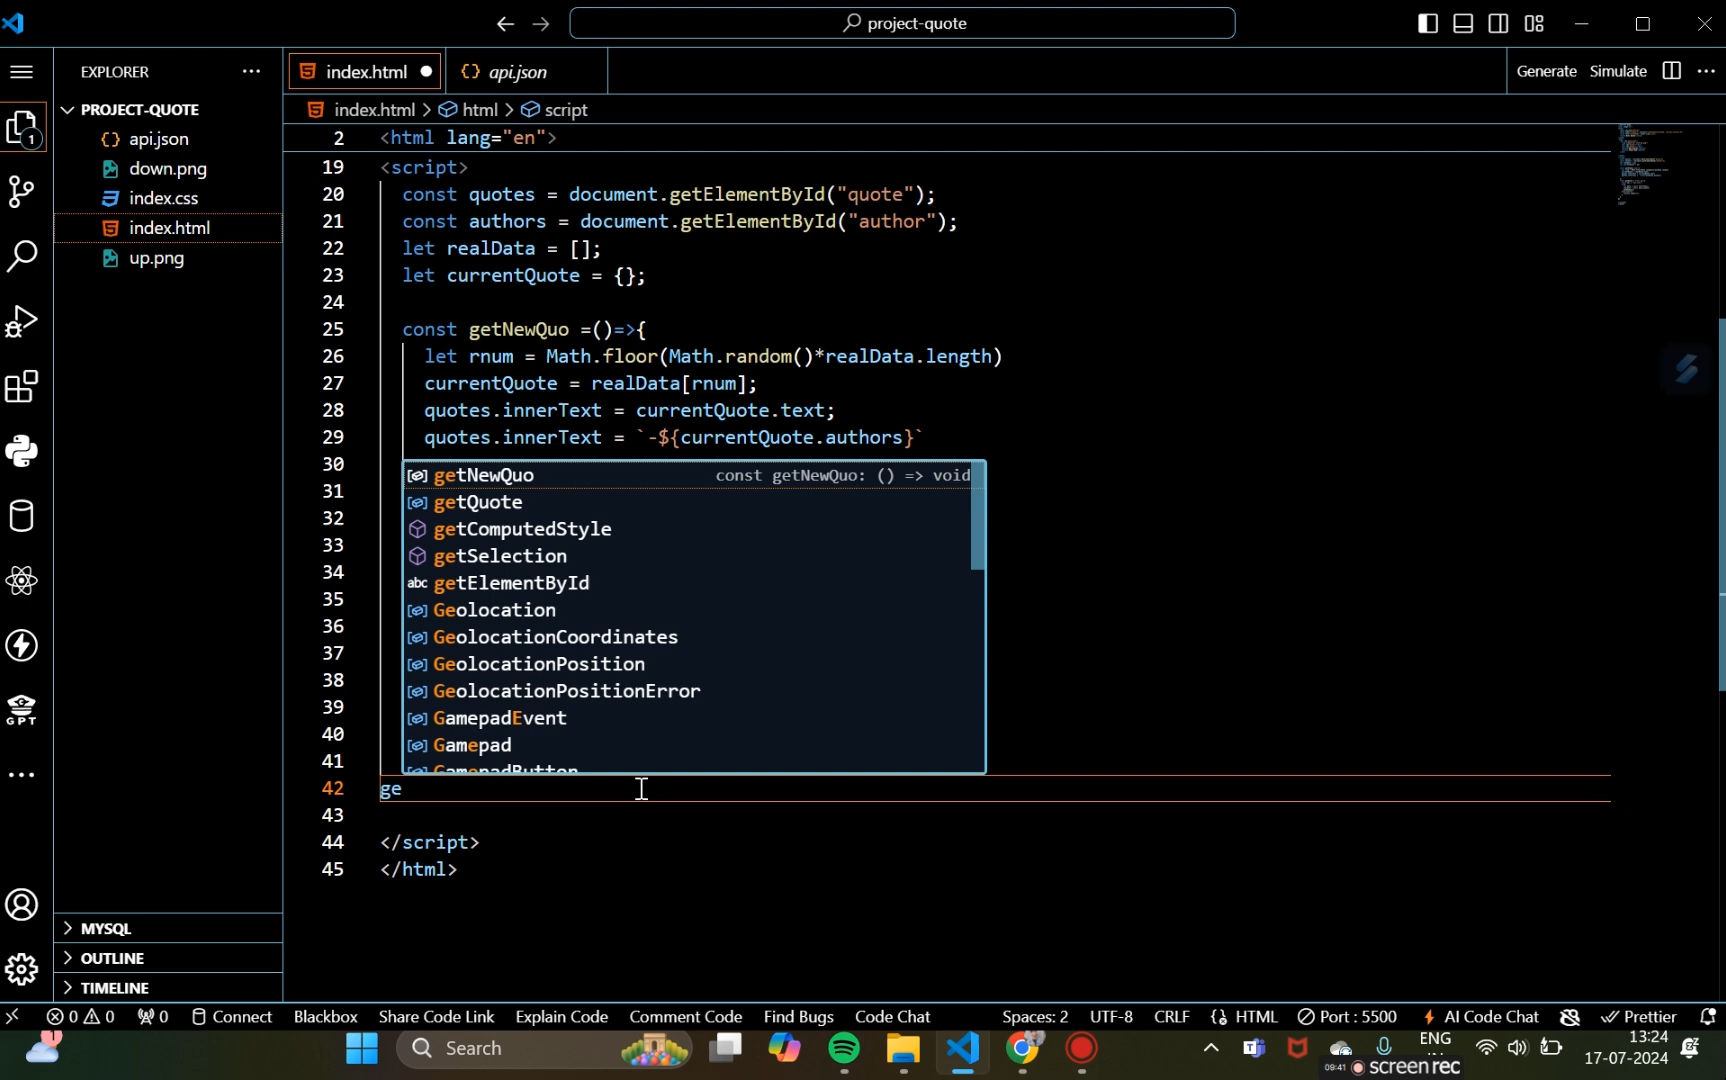 project-quote
EXPLORER
index.html
api.json
Generate Simulate
PROJECT-QUOTE
index.html > html > script
api.json
down.png
index.css
index.html
up.png
2 <html lang="en">
19 <script>
20 const quotes = document.getElementById("quote");
21 const authors = document.getElementById("author");
22 let realData = [];
23 let currentQuote = {};
24
25 const getNewQuo =()=>{
26 let rnum = Math.floor(Math.random()*realData.length)
27 currentQuote = realData[rnum];
28 quotes.innerText = currentQuote.text;
29 quotes.innerText = `-${currentQuote.authors}`
30
getNewQuo const getNewQuo: () => void
31
getQuote
32
getComputedStyle
33
getSelection
34
abc getElementById
35
Geolocation
36
GeolocationCoordinates
37
GeolocationPosition
38
GeolocationPositionError
39
GamepadEvent
40
Gamepad
41
GamepadButton
42 ge
43
44 </script>
45 </html>
GPT
MYSQL
OUTLINE
TIMELINE
0 0 0 Connect Blackbox Share Code Link Explain Code Comment Code Find Bugs Code Chat Spaces: 2 UTF-8 CRLF {} HTML Port : 5500 AI Code Chat Prettier
1
Search
ENG
IN
13:24
17-07-2024
09:41 screenrec